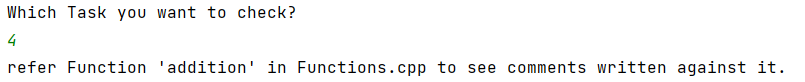 Which Task you want to check?
4
refer Function 'addition' in Functions.cpp to see comments written against it.